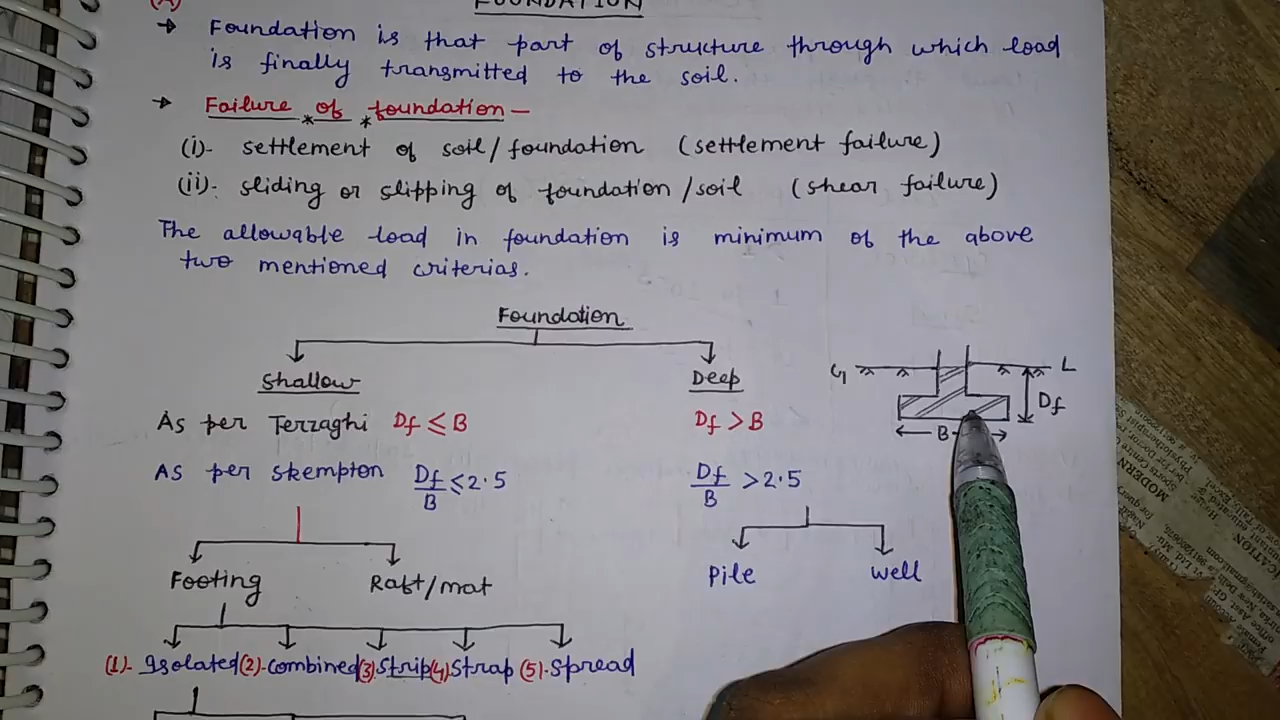 (A)
FOUNDATION
→ Foundation is that part of structure through which load
is finally transmitted to the soil.
→ Failure of foundation —
(i)- settlement of soil/foundation (settlement failure)
(ii)- sliding or slipping of foundation/soil (shear failure)
The allowable load in foundation is minimum of the above
two mentioned criterias.
Foundation
Shallow Deep
G L
Df
B
As per Terzaghi Df ≤ B Df > B
As per skempton Df/B ≤ 2.5 Df/B > 2.5
Footing Raft/mat Pile well
(1)- Isolated (2)- combined (3)- Strip (4)- Strap (5)- Spread
MODERN